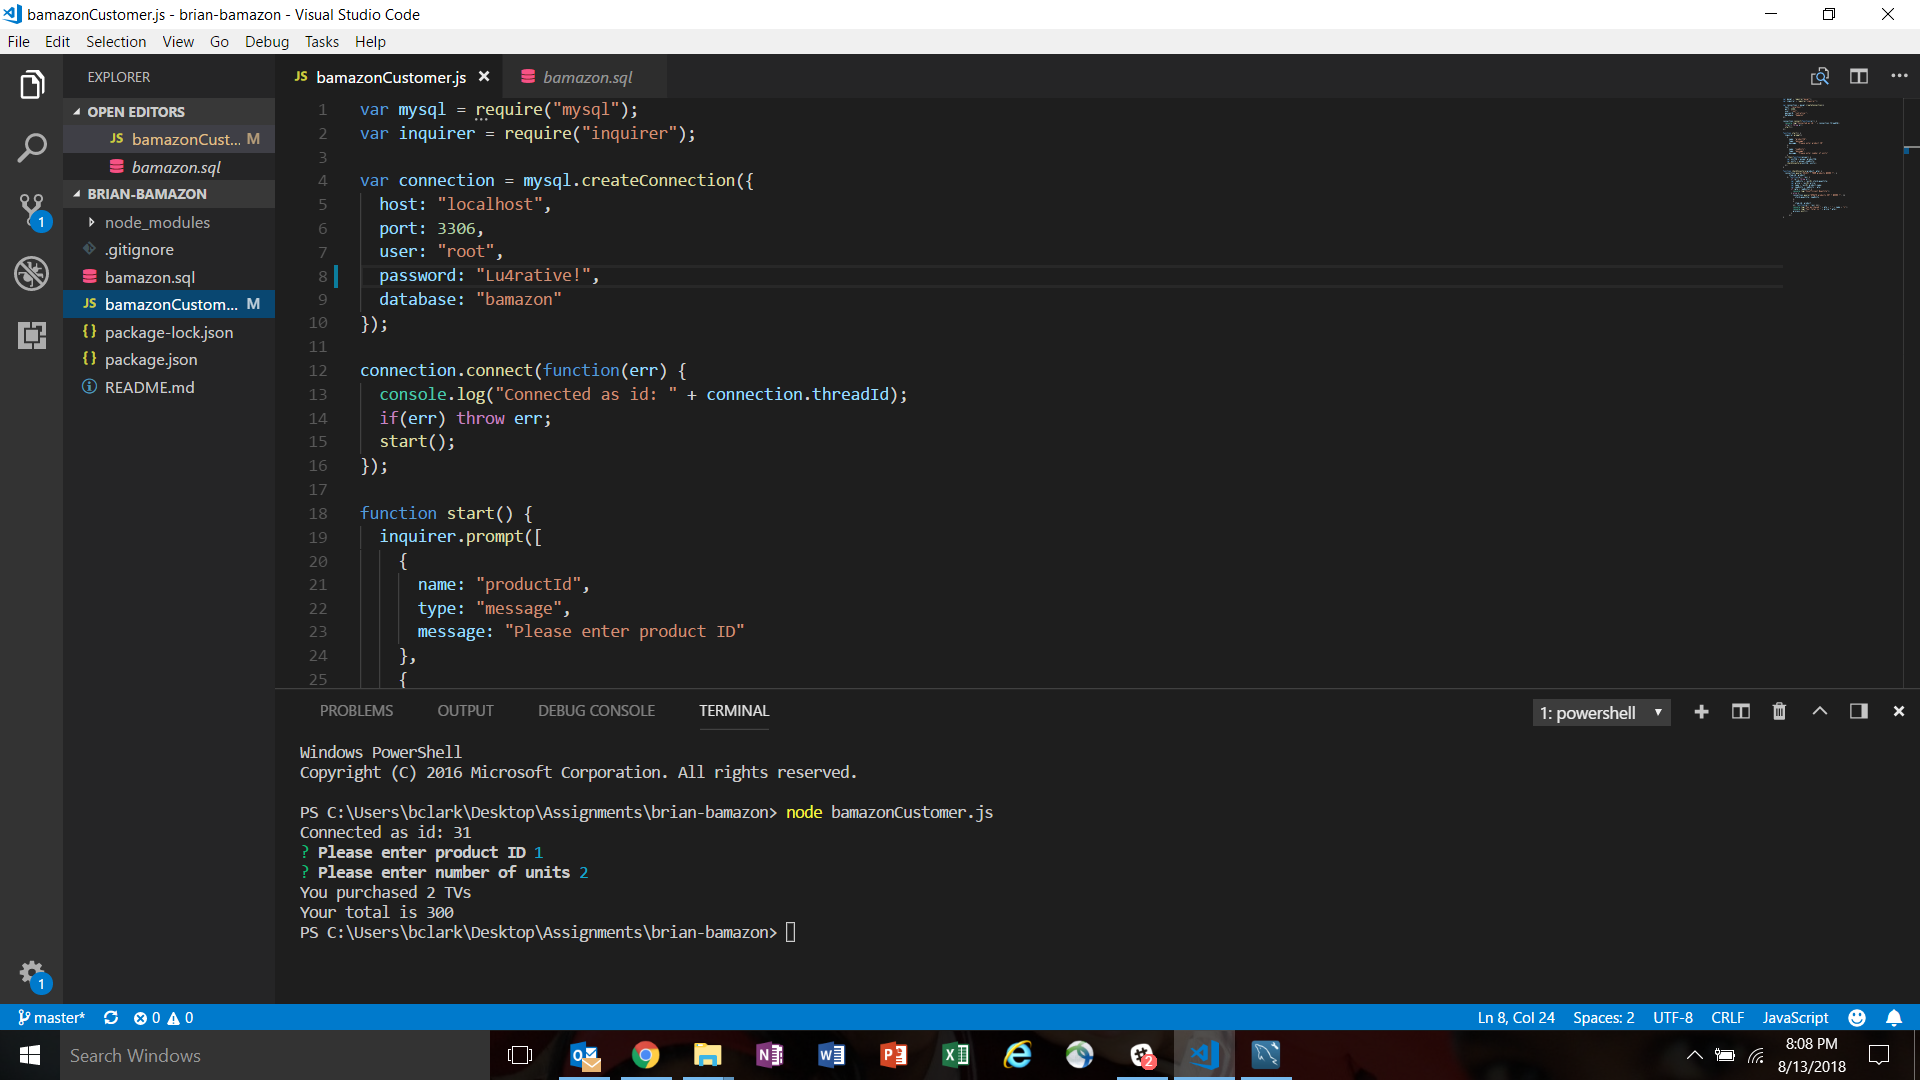 bamazonCustomer.js - brian-bamazon - Visual Studio Code
File Edit Selection View Go Debug Tasks Help
EXPLORER
OPEN EDITORS
JS bamazonCust... M
bamazon.sql
BRIAN-BAMAZON
node_modules
.gitignore
bamazon.sql
JS bamazonCustom... M
{} package-lock.json
{} package.json
README.md
1
1
JS bamazonCustomer.js × bamazon.sql
1 var mysql = require("mysql");
2 var inquirer = require("inquirer");
3
4 var connection = mysql.createConnection({
5 host: "localhost",
6 port: 3306,
7 user: "root",
8 password: "Lu4rative!",
9 database: "bamazon"
10 });
11
12 connection.connect(function(err) {
13 console.log("Connected as id: " + connection.threadId);
14 if(err) throw err;
15 start();
16 });
17
18 function start() {
19 inquirer.prompt([
20 {
21 name: "productId",
22 type: "message",
23 message: "Please enter product ID"
24 },
25 {
PROBLEMS OUTPUT DEBUG CONSOLE TERMINAL 1: powershell
Windows PowerShell
Copyright (C) 2016 Microsoft Corporation. All rights reserved.
PS C:\Users\bclark\Desktop\Assignments\brian-bamazon> node bamazonCustomer.js
Connected as id: 31
? Please enter product ID 1
? Please enter number of units 2
You purchased 2 TVs
Your total is 300
PS C:\Users\bclark\Desktop\Assignments\brian-bamazon>
master* 0 0 Ln 8, Col 24 Spaces: 2 UTF-8 CRLF JavaScript
Search Windows
2
8:08 PM
8/13/2018